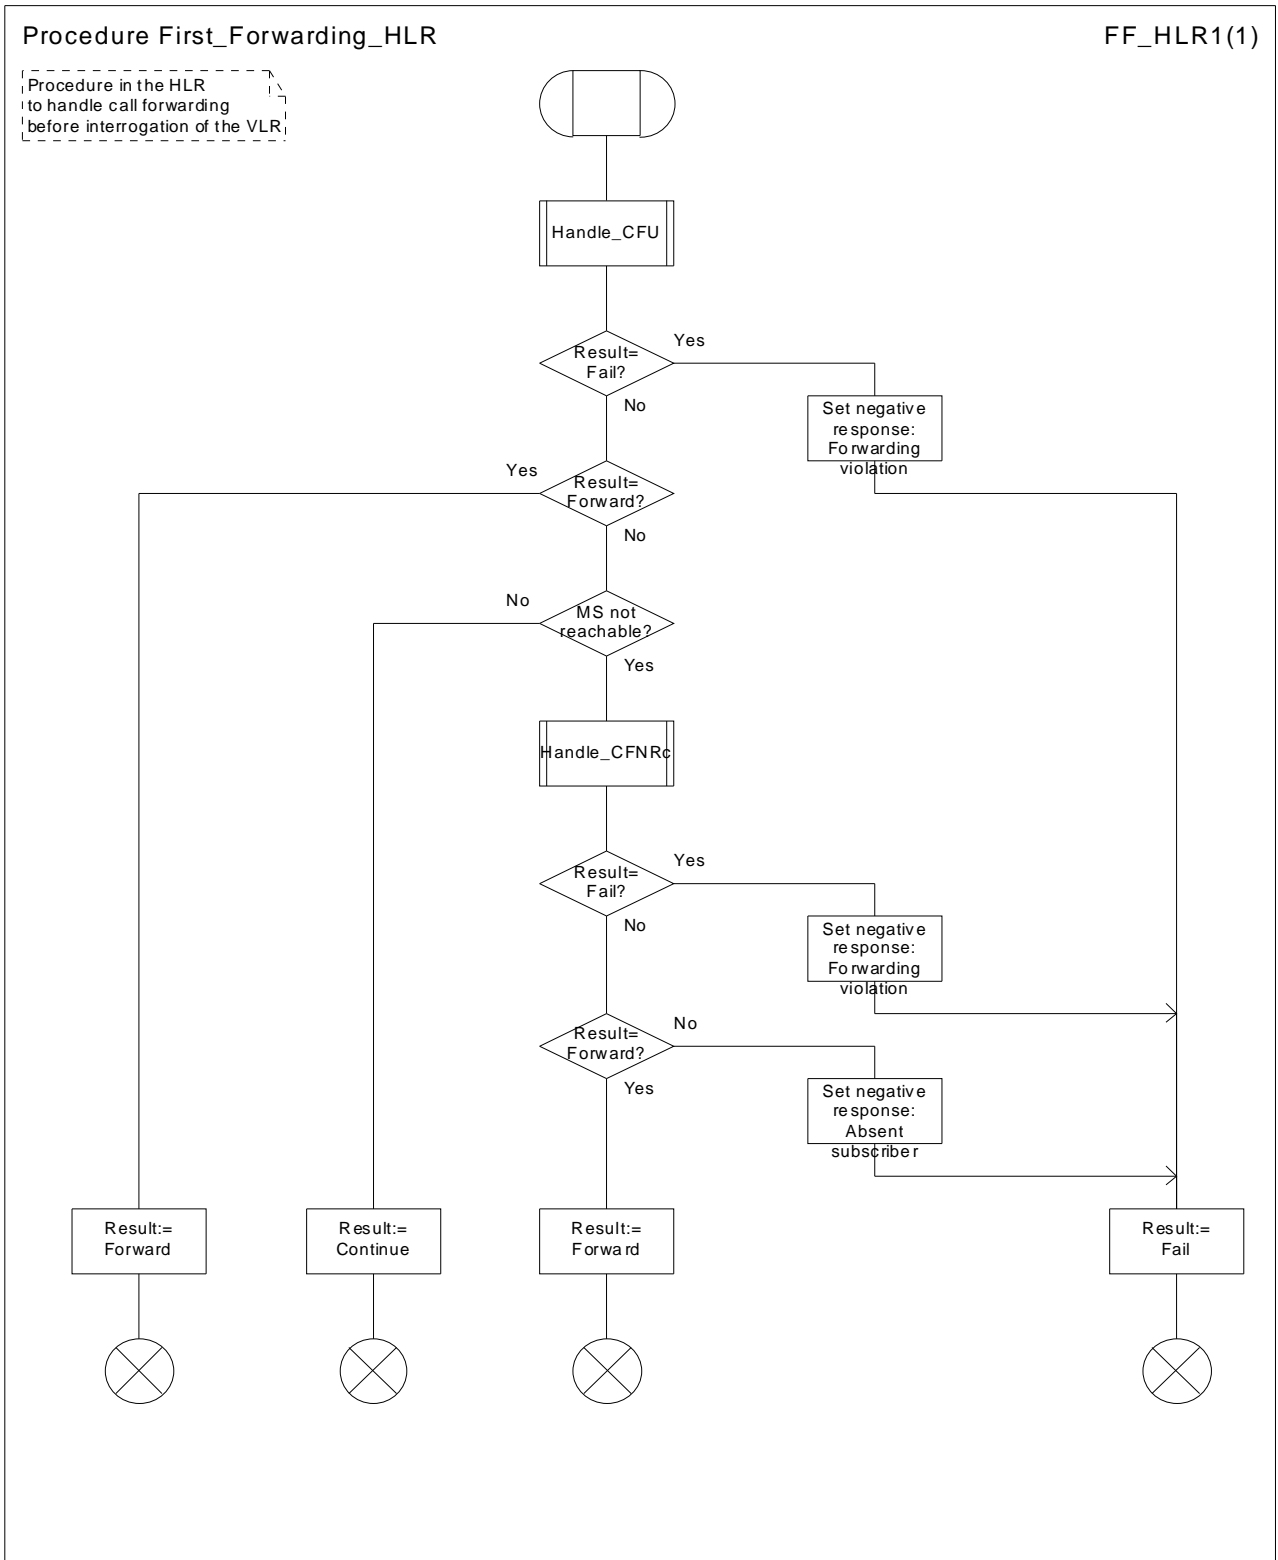 Procedure First_Forwarding_HLR
FF_HLR1(1)
Procedure in the HLR
to handle call forwarding
before interrogation of the VLR
Handle_CFU
Result=
Fail?
Yes
No
Set negative
response:
Forwarding
violation
Result=
Forward?
Yes
No
MS not
reachable?
No
Yes
Handle_CFNRc
Result=
Fail?
Yes
No
Set negative
response:
Forwarding
violation
Result=
Forward?
No
Yes
Set negative
response:
Absent
subscriber
Result:=
Forward
Result:=
Continue
Result:=
Forward
Result:=
Fail